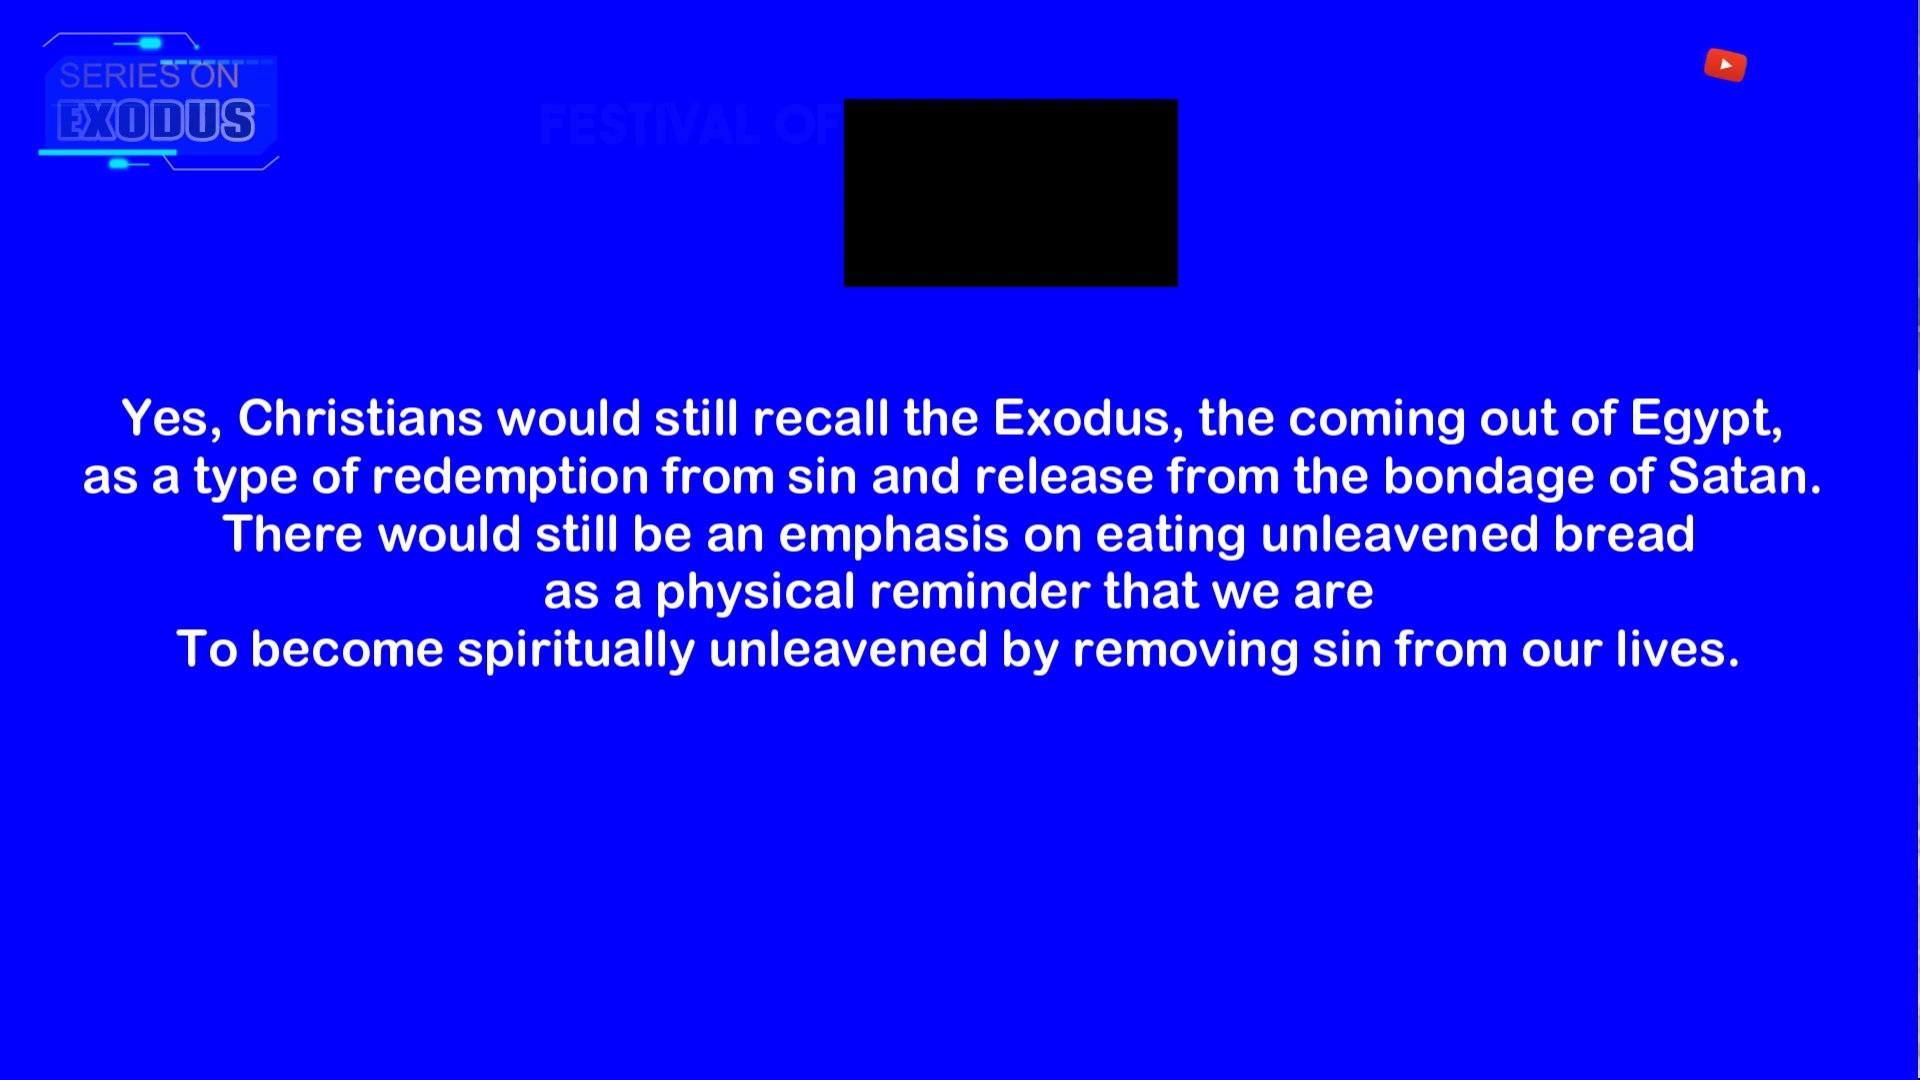 SERIES ON
EXODUS
FESTIVAL OF
Yes, Christians would still recall the Exodus, the coming out of Egypt,
as a type of redemption from sin and release from the bondage of Satan.
There would still be an emphasis on eating unleavened bread
as a physical reminder that we are
To become spiritually unleavened by removing sin from our lives.